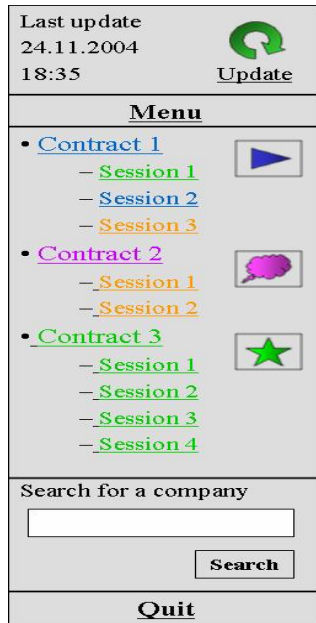 Last update
24.11.2004
18:35
Update
Menu
• Contract 1
– Session 1
– Session 2
– Session 3
• Contract 2
– Session 1
– Session 2
• Contract 3
– Session 1
– Session 2
– Session 3
– Session 4
Search for a company
Search
Quit